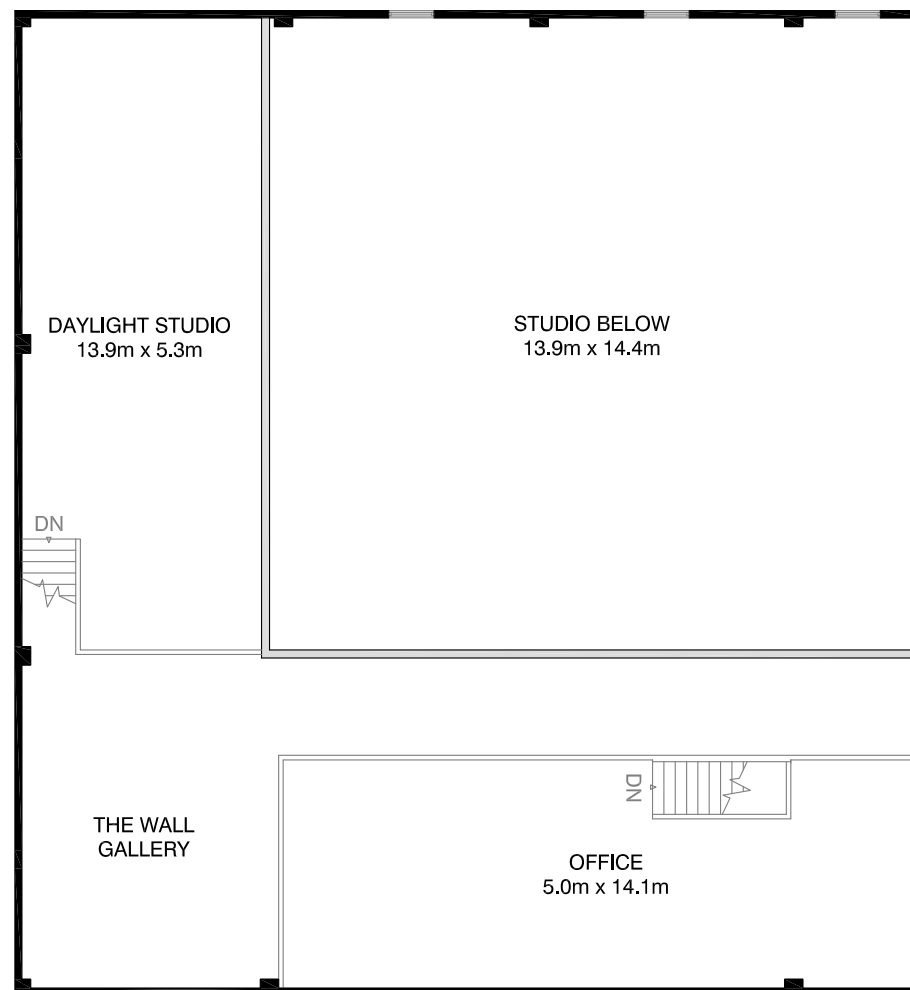 DAYLIGHT STUDIO
13.9m x 5.3m
STUDIO BELOW
13.9m x 14.4m
DN
DN
THE WALL
GALLERY
OFFICE
5.0m x 14.1m